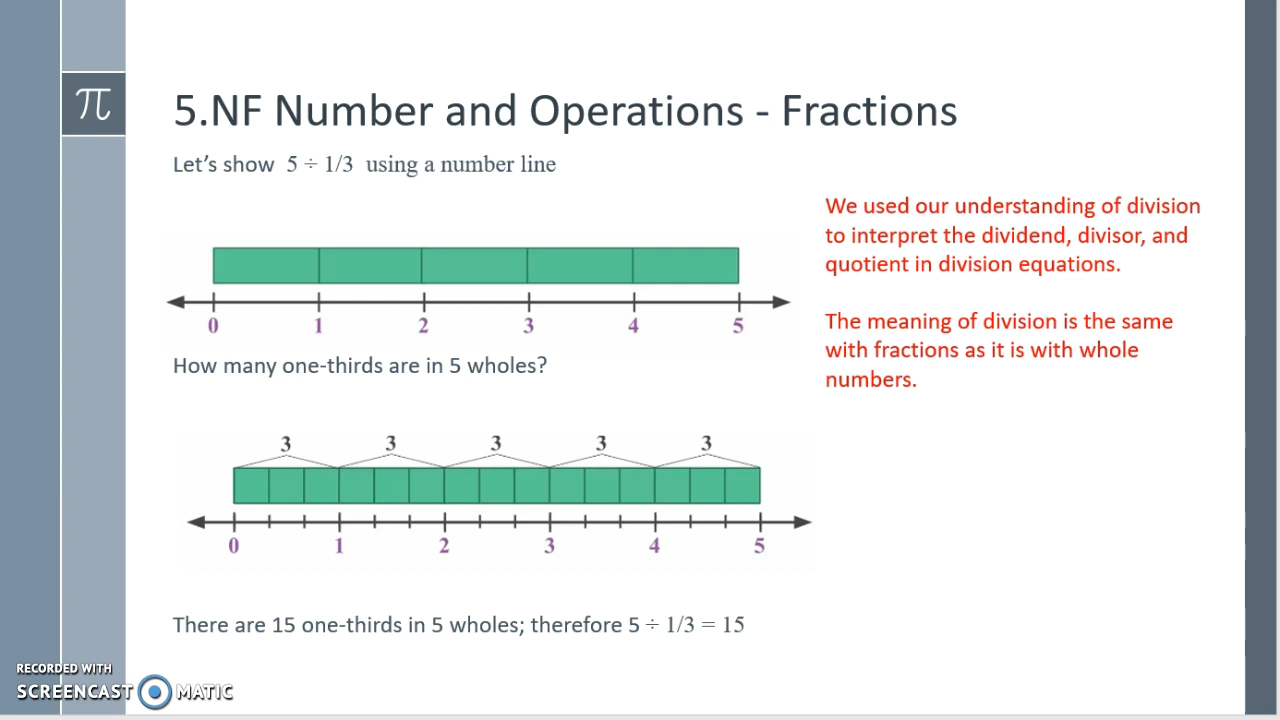 π
5.NF Number and Operations - Fractions
Let's show 5 ÷ 1/3 using a number line
We used our understanding of division
to interpret the dividend, divisor, and
quotient in division equations.
The meaning of division is the same
with fractions as it is with whole
numbers.
0 1 2 3 4 5
How many one-thirds are in 5 wholes?
3 3 3 3 3
0 1 2 3 4 5
There are 15 one-thirds in 5 wholes; therefore 5 ÷ 1/3 = 15
RECORDED WITH
SCREENCAST MATIC